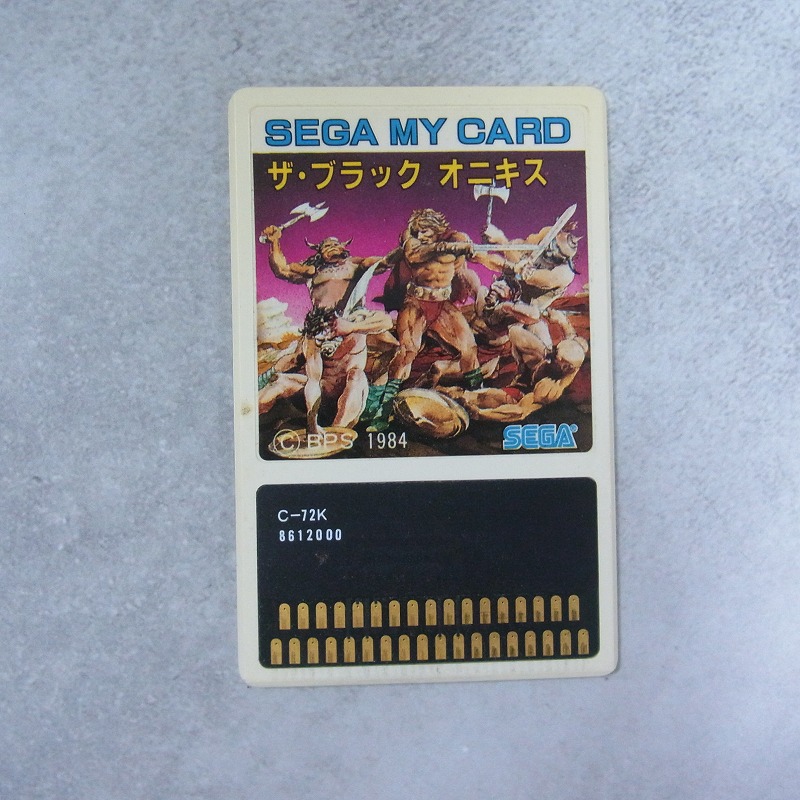 SEGA MY CARD
ザ・ブラック オニキス
© BPS 1984
SEGA®
C-72K
8612000